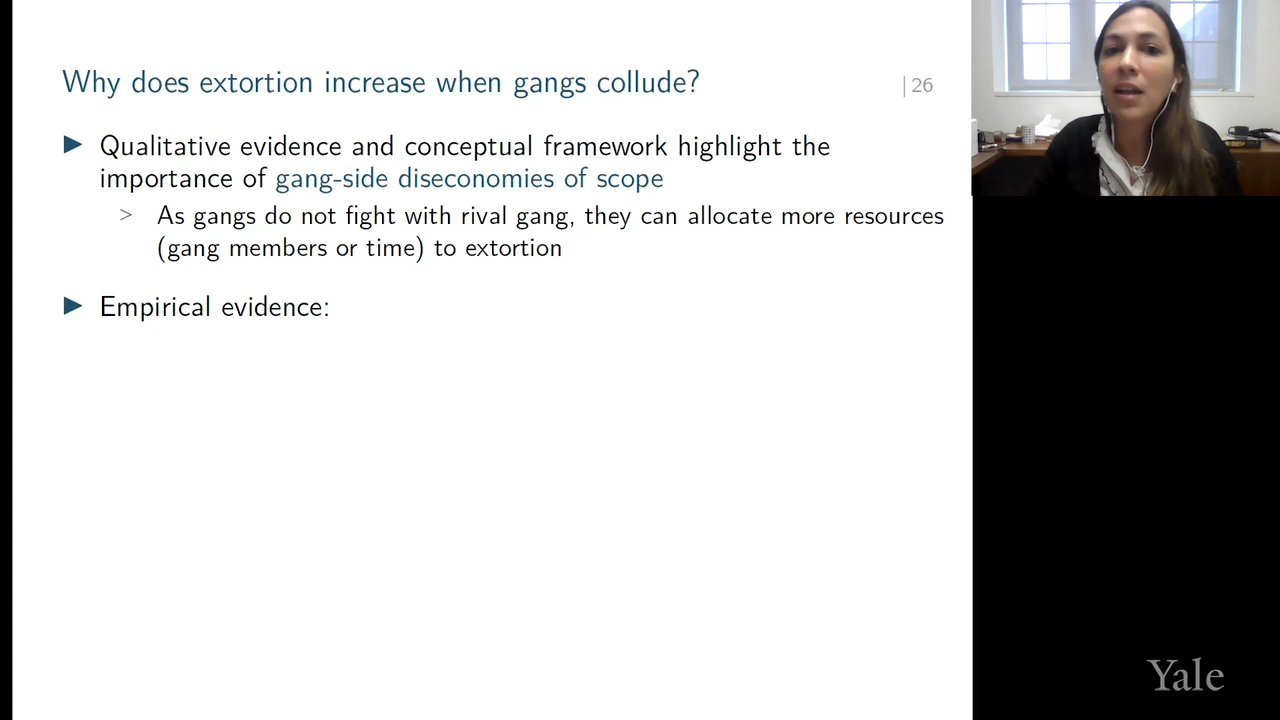 Why does extortion increase when gangs collude?
| 26
▶ Qualitative evidence and conceptual framework highlight the
importance of gang-side diseconomies of scope
> As gangs do not fight with rival gang, they can allocate more resources
(gang members or time) to extortion
▶ Empirical evidence:
Yale